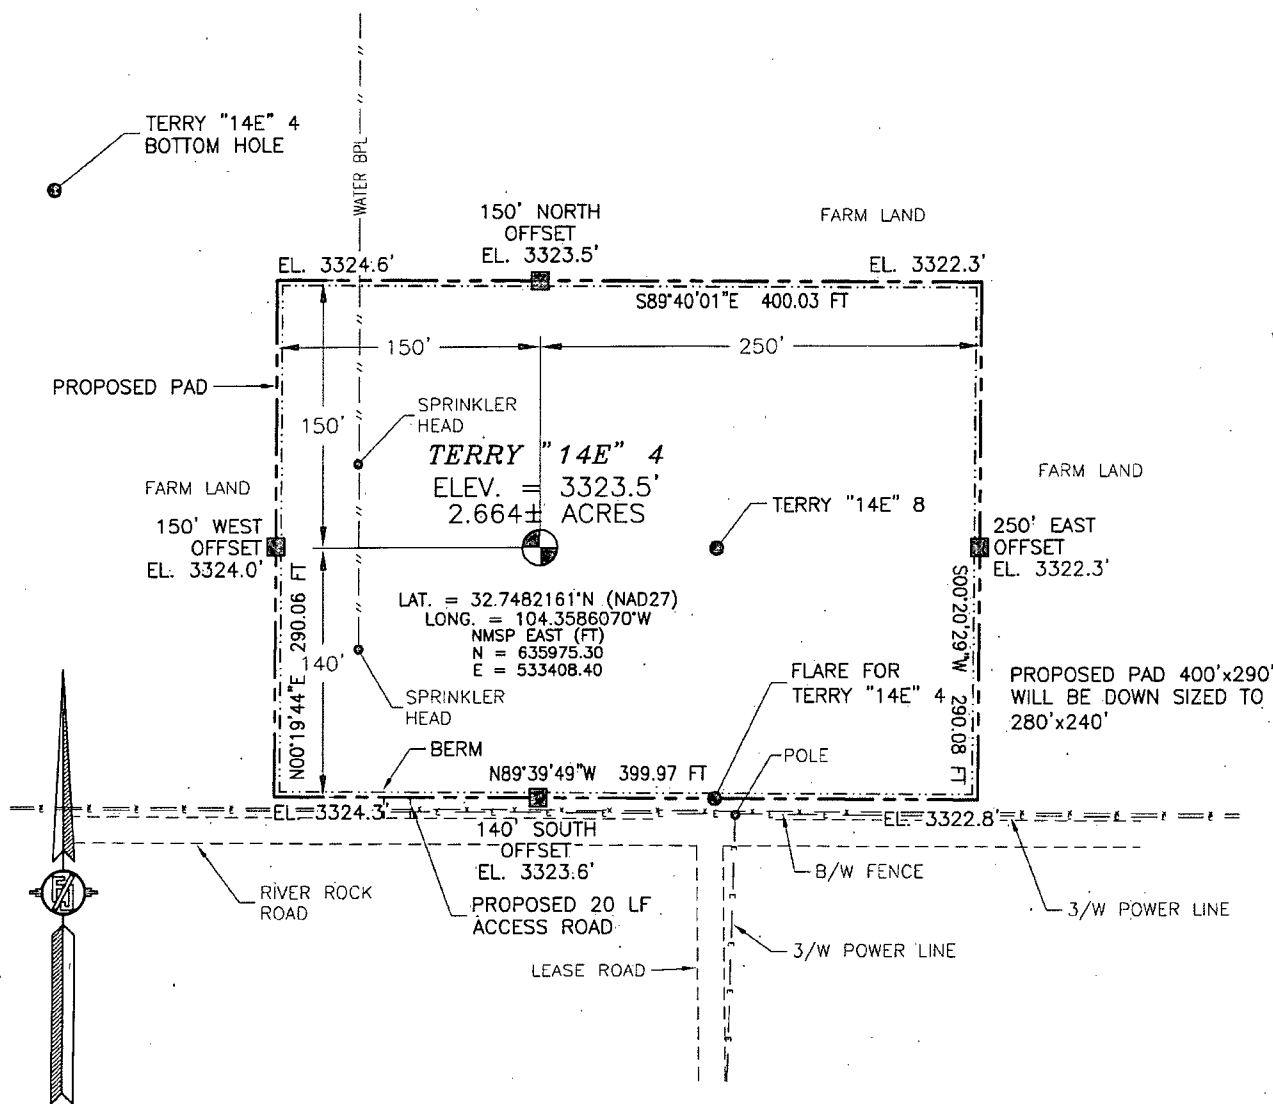 TERRY "14E" 4
BOTTOM HOLE
WATER BPL
150' NORTH
OFFSET
EL. 3323.5'
FARM LAND
EL. 3324.6'
EL. 3322.3'
S89°40'01"E 400.03 FT
150'
250'
PROPOSED PAD
150'
SPRINKLER
HEAD
TERRY "14E" 4
ELEV. = 3323.5'
2.664± ACRES
FARM LAND
150' WEST
OFFSET
EL. 3324.0'
TERRY "14E" 8
FARM LAND
250' EAST
OFFSET
EL. 3322.3'
LAT. = 32.7482161°N (NAD27)
LONG. = 104.3586070°W
NMSP EAST (FT)
N = 635975.30
E = 533408.40
N00°19'44"E 290.06 FT
140'
S00°20'29"W 290.08 FT
SPRINKLER
HEAD
FLARE FOR
TERRY "14E" 4
PROPOSED PAD 400'x290'
WILL BE DOWN SIZED TO
280'x240'
BERM
POLE
N89°39'49"W 399.97 FT
EL. 3324.3'
EL. 3322.8'
140' SOUTH
OFFSET
EL. 3323.6'
RIVER ROCK
ROAD
PROPOSED 20 LF
ACCESS ROAD
B/W FENCE
3/W POWER LINE
3/W POWER LINE
LEASE ROAD